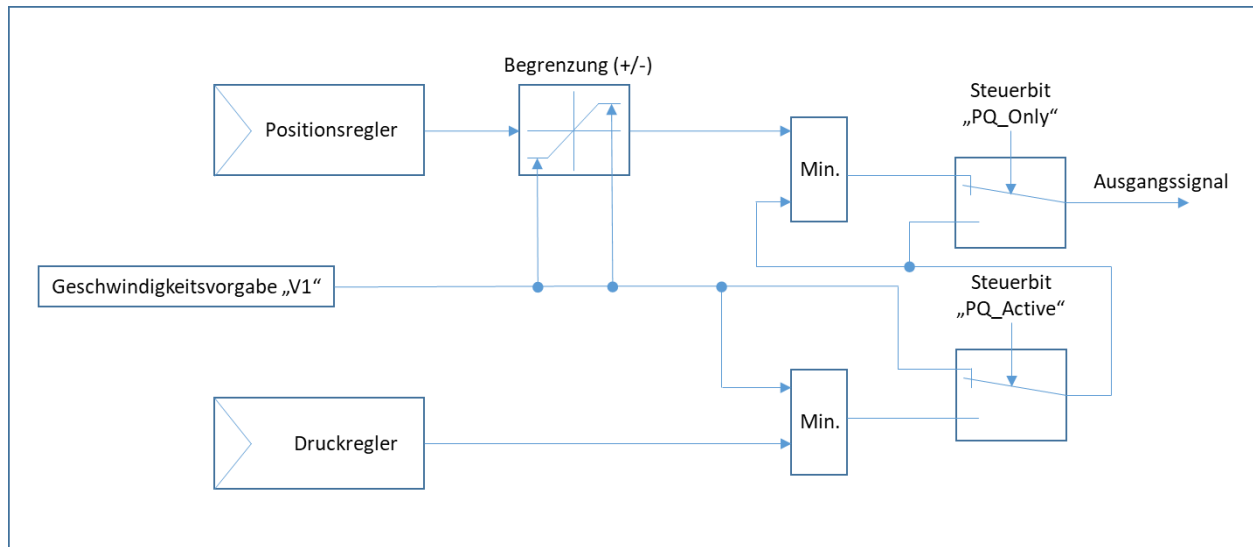 Begrenzung (+/-)
Positionsregler
Steuerbit
„PQ_Only“
Min.
Ausgangssignal
Geschwindigkeitsvorgabe „V1“
Steuerbit
„PQ_Active“
Min.
Druckregler